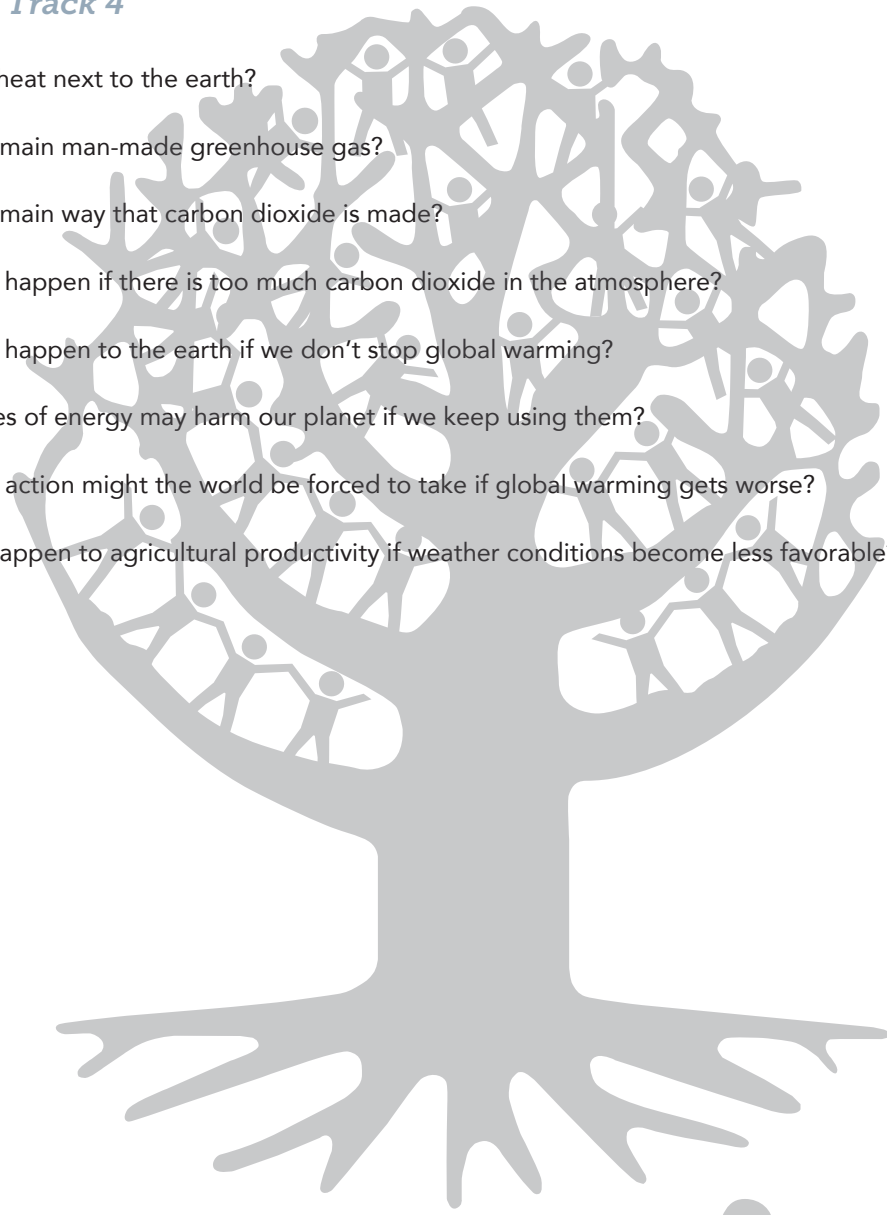 Track 4
heat next to the earth?
main man-made greenhouse gas?
main way that carbon dioxide is made?
happen if there is too much carbon dioxide in the atmosphere?
happen to the earth if we don’t stop global warming?
es of energy may harm our planet if we keep using them?
action might the world be forced to take if global warming gets worse?
appen to agricultural productivity if weather conditions become less favorable